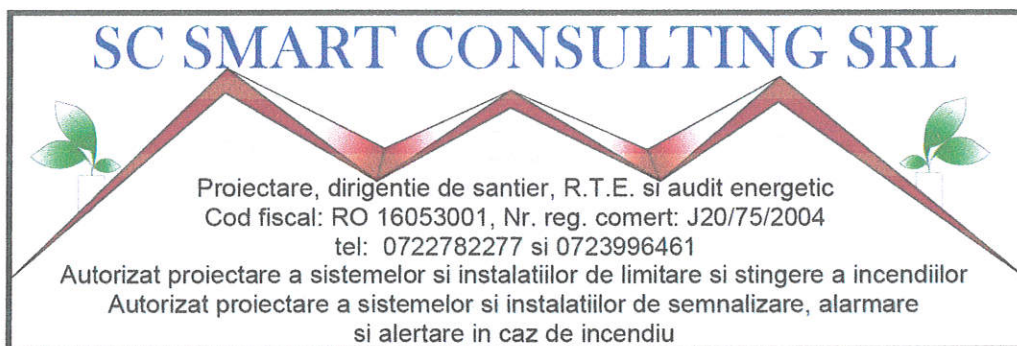 SC SMART CONSULTING SRL
Proiectare, dirigentie de santier, R.T.E. si audit energetic
Cod fiscal: RO 16053001, Nr. reg. comert: J20/75/2004
tel: 0722782277 si 0723996461
Autorizat proiectare a sistemelor si instalatiilor de limitare si stingere a incendiilor
Autorizat proiectare a sistemelor si instalatiilor de semnalizare, alarmare
si alertare in caz de incendiu